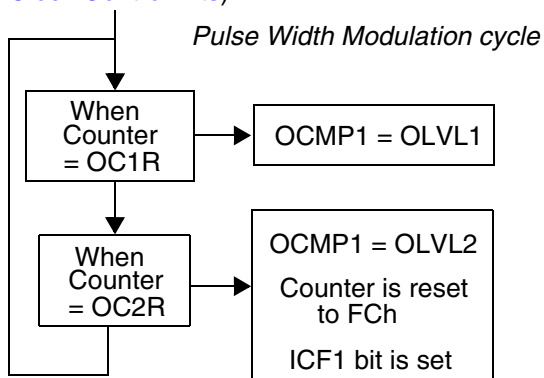 Pulse Width Modulation cycle
When
Counter
= OC1R
OCMP1 = OLVL1
When
Counter
= OC2R
OCMP1 = OLVL2
Counter is reset
to FCh
ICF1 bit is set